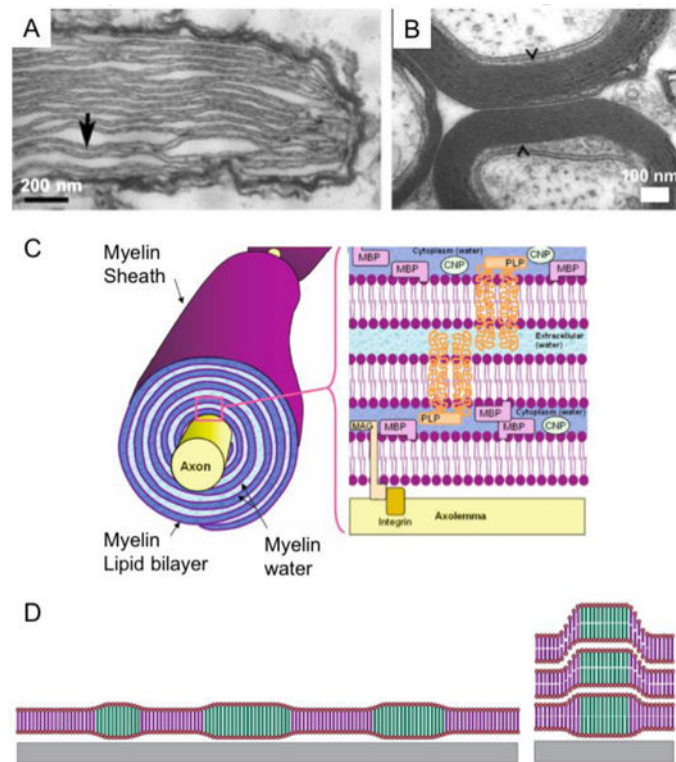 A
200 nm
B
100 nm
C
Myelin
Sheath
Axon
Myelin
Lipid bilayer
Myelin
water
Cytoplasm (water)
MBP
MBP
CNP
PLP
CNP
MBP
Extracellular
(water)
MAG
MBP
PLP
MBP
Cytoplasm (water)
MBP
CNP
Integrin
Axolemma
D